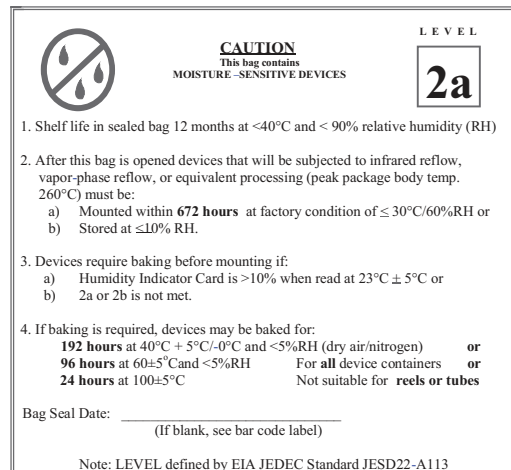 LEVEL
CAUTION
This bag contains
MOISTURE –SENSITIVE DEVICES
2a
1. Shelf life in sealed bag 12 months at <40°C and < 90% relative humidity (RH)
2. After this bag is opened devices that will be subjected to infrared reflow,
vapor-phase reflow, or equivalent processing (peak package body temp.
260°C) must be:
a) Mounted within 672 hours at factory condition of ≤ 30°C/60%RH or
b) Stored at ≤10% RH.
3. Devices require baking before mounting if:
a) Humidity Indicator Card is >10% when read at 23°C ± 5°C or
b) 2a or 2b is not met.
4. If baking is required, devices may be baked for:
192 hours at 40°C + 5°C/-0°C and <5%RH (dry air/nitrogen) or
96 hours at 60±5°Cand <5%RH For all device containers or
24 hours at 100±5°C Not suitable for reels or tubes
Bag Seal Date: ______________________________
(If blank, see bar code label)
Note: LEVEL defined by EIA JEDEC Standard JESD22-A113